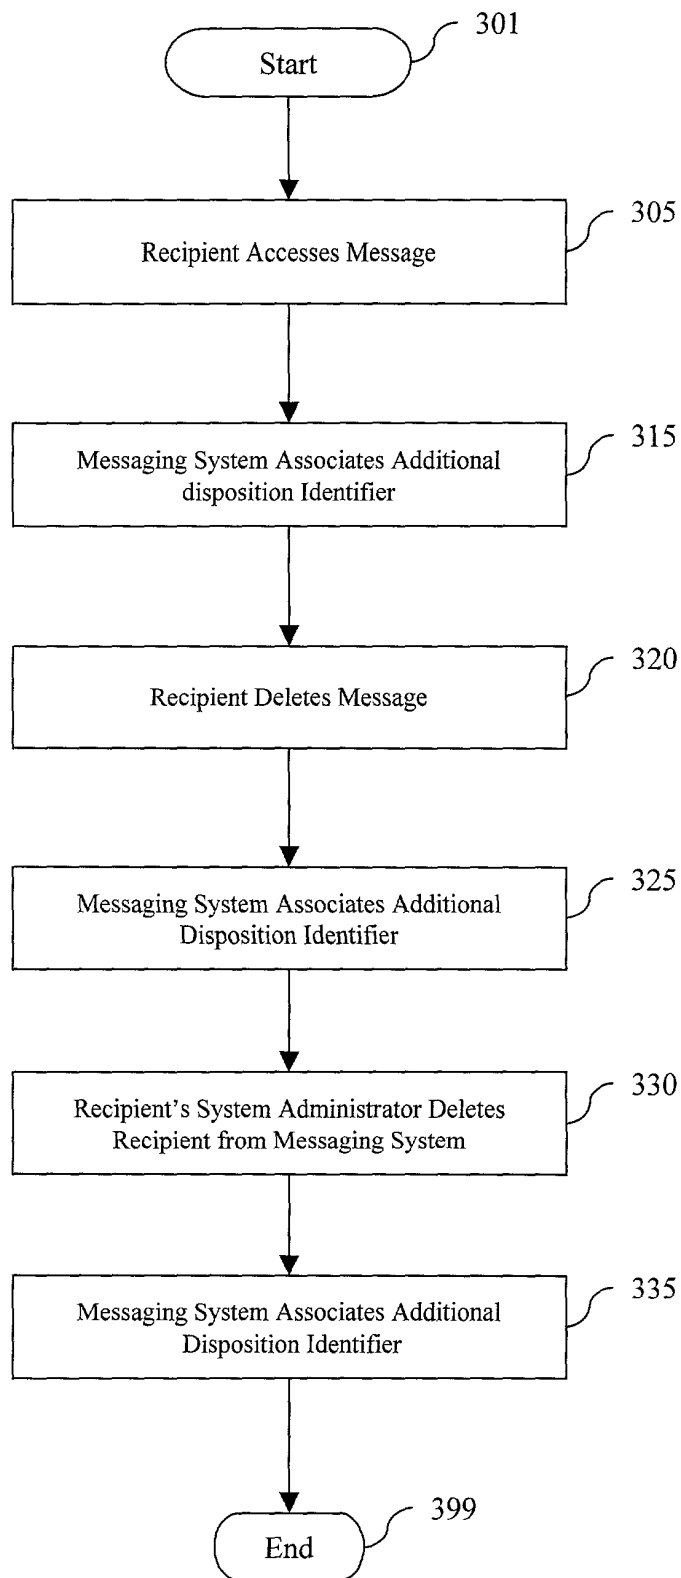 301
Start
305
Recipient Accesses Message
315
Messaging System Associates Additional
disposition Identifier
320
Recipient Deletes Message
325
Messaging System Associates Additional
Disposition Identifier
330
Recipient's System Administrator Deletes
Recipient from Messaging System
335
Messaging System Associates Additional
Disposition Identifier
399
End